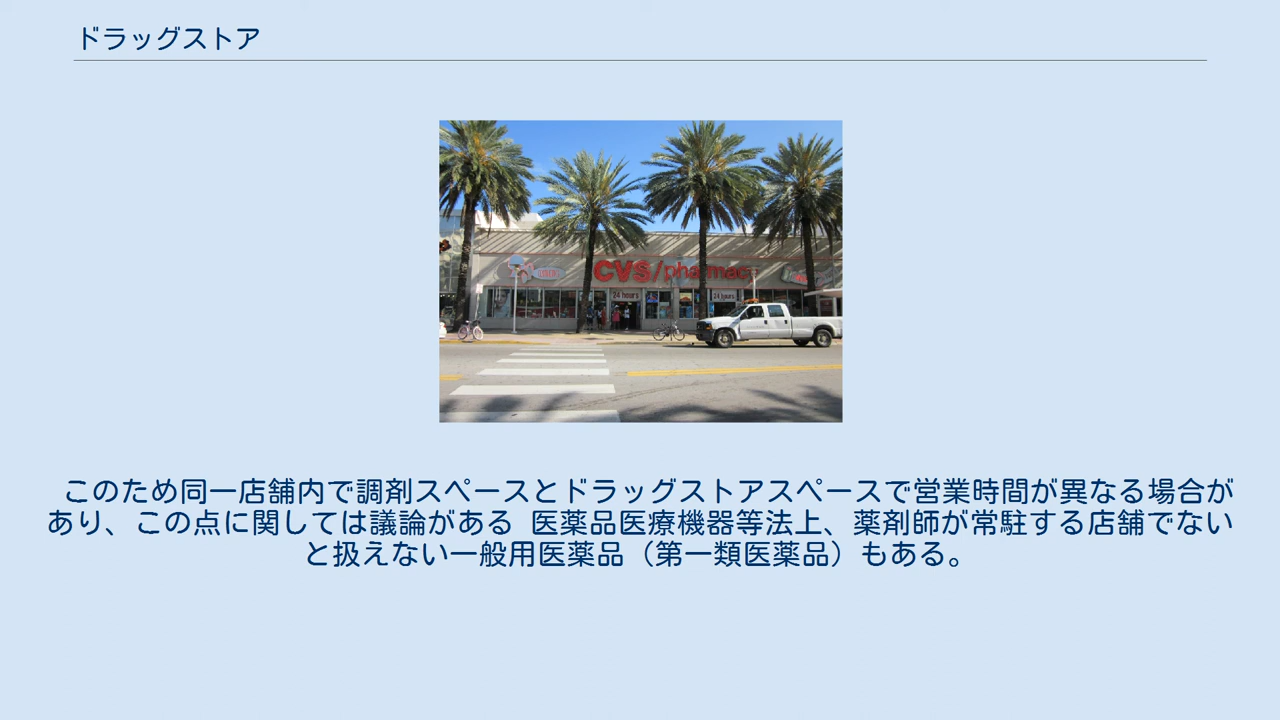 ドラッグストア
CVS/pharmacy
24 hours
24 hours
このため同一店舗内で調剤スペースとドラッグストアスペースで営業時間が異なる場合が
あり、この点に関しては議論がある 医薬品医療機器等法上、薬剤師が常駐する店舗でない
と扱えない一般用医薬品（第一類医薬品）もある。